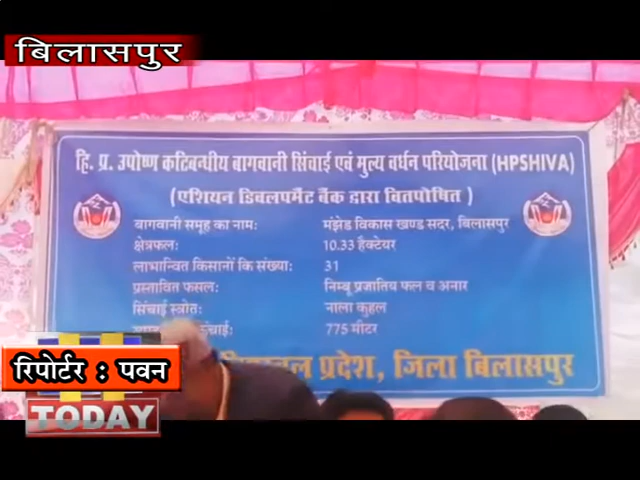 बिलासपुर
हि. प्र. उपोष्ण कटिबन्धीय बागवानी सिंचाई एवं मुल्य वर्धन परियोजना (HPSHIVA)
(एशियन डिबलपमेंट बैंक द्वारा वितपोषित)
बागवानी समूह का नाम: मंझेड विकास खण्ड सदर, बिलासपुर
क्षेत्रफल: 10.33 हैक्टेयर
लाभान्वित किसानों कि संख्या: 31
प्रस्तावित फसल: निम्बू प्रजातिय फल व अनार
सिंचाई स्त्रोत: नाला कुहल
775 मीटर
प्रदेश, जिला बिलासपुर
रिपोर्टर : पवन
TODAY